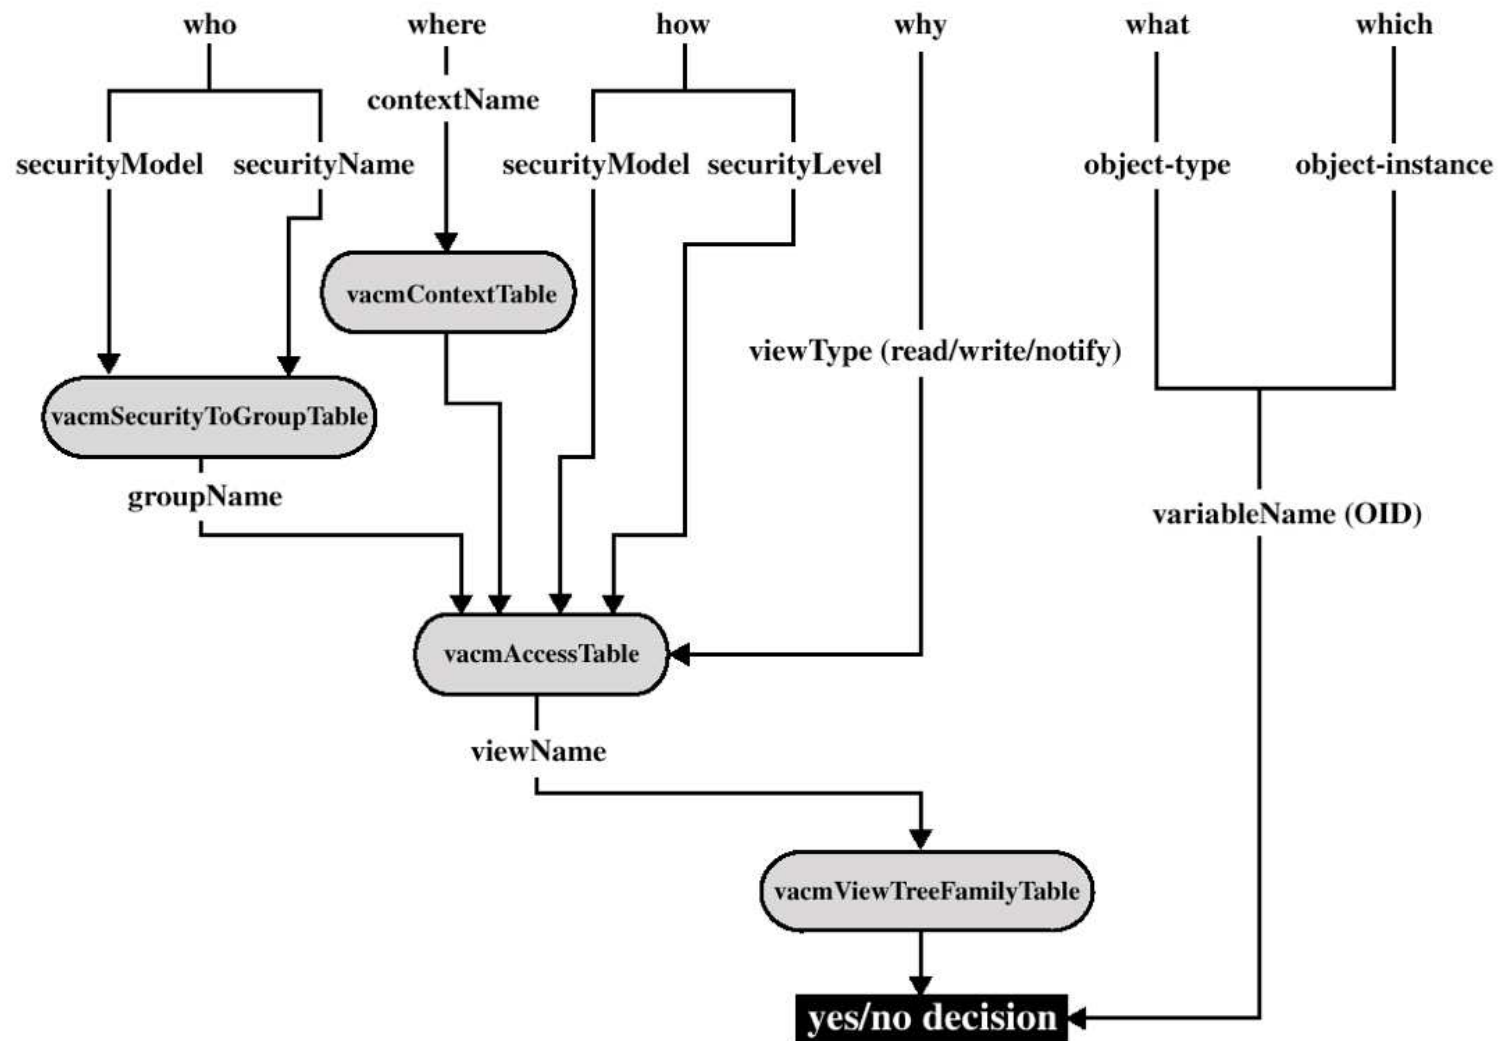 who where how why what which
contextName
securityModel securityName securityModel securityLevel object-type object-instance
vacmContextTable
viewType (read/write/notify)
vacmSecurityToGroupTable
groupName
variableName (OID)
vacmAccessTable
viewName
vacmViewTreeFamilyTable
yes/no decision